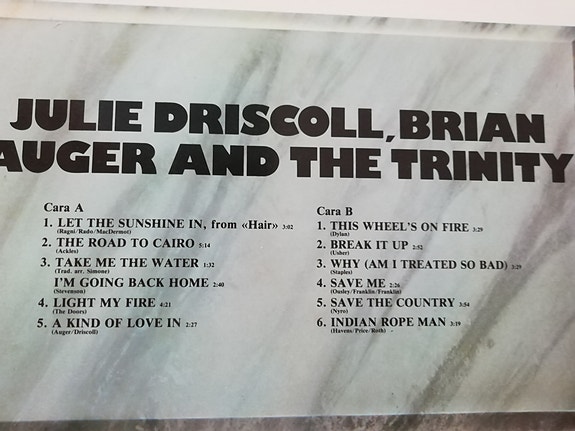 JULIE DRISCOLL, BRIAN
AUGER AND THE TRINITY
Cara A
1. LET THE SUNSHINE IN, from «Hair» 3:02
(Ragni/Rado/MacDermot)
2. THE ROAD TO CAIRO 5:14
(Ackles)
3. TAKE ME THE WATER 1:32
(Trad. arr. Simone)
I'M GOING BACK HOME 2:40
(Stevenson)
4. LIGHT MY FIRE 4:21
(The Doors)
5. A KIND OF LOVE IN 2:27
(Auger/Driscoll)
Cara B
1. THIS WHEEL'S ON FIRE 3:29
(Dylan)
2. BREAK IT UP 2:52
(Usher)
3. WHY (AM I TREATED SO BAD) 3:39
(Staples)
4. SAVE ME 2:26
(Ousley/Franklin/Franklin)
5. SAVE THE COUNTRY 3:54
(Nyro)
6. INDIAN ROPE MAN 3:19
(Havens/Price/Roth)